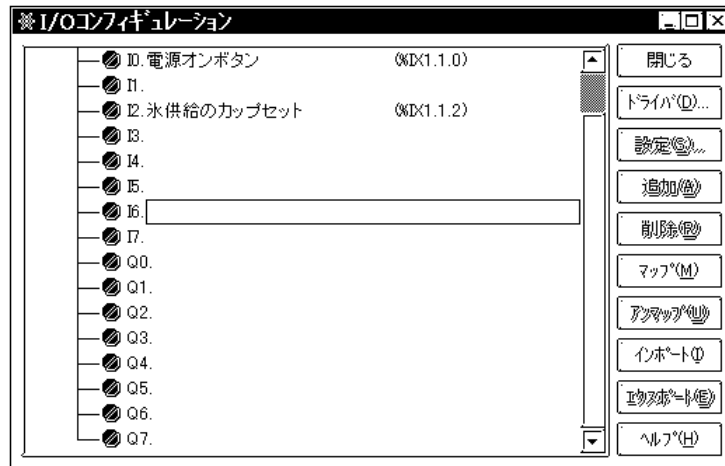 I/Oコンフィギュレーション
I0.電源オンボタン (%IX1.1.0)
I1.
I2.氷供給のカップセット (%IX1.1.2)
I3.
I4.
I5.
I6.
I7.
Q0.
Q1.
Q2.
Q3.
Q4.
Q5.
Q6.
Q7.
閉じる
ドライバ(D)...
設定(S)...
追加(A)
削除(R)
マップ(M)
アンマップ(U)
インポート(I)
エクスポート(E)
ヘルプ(H)